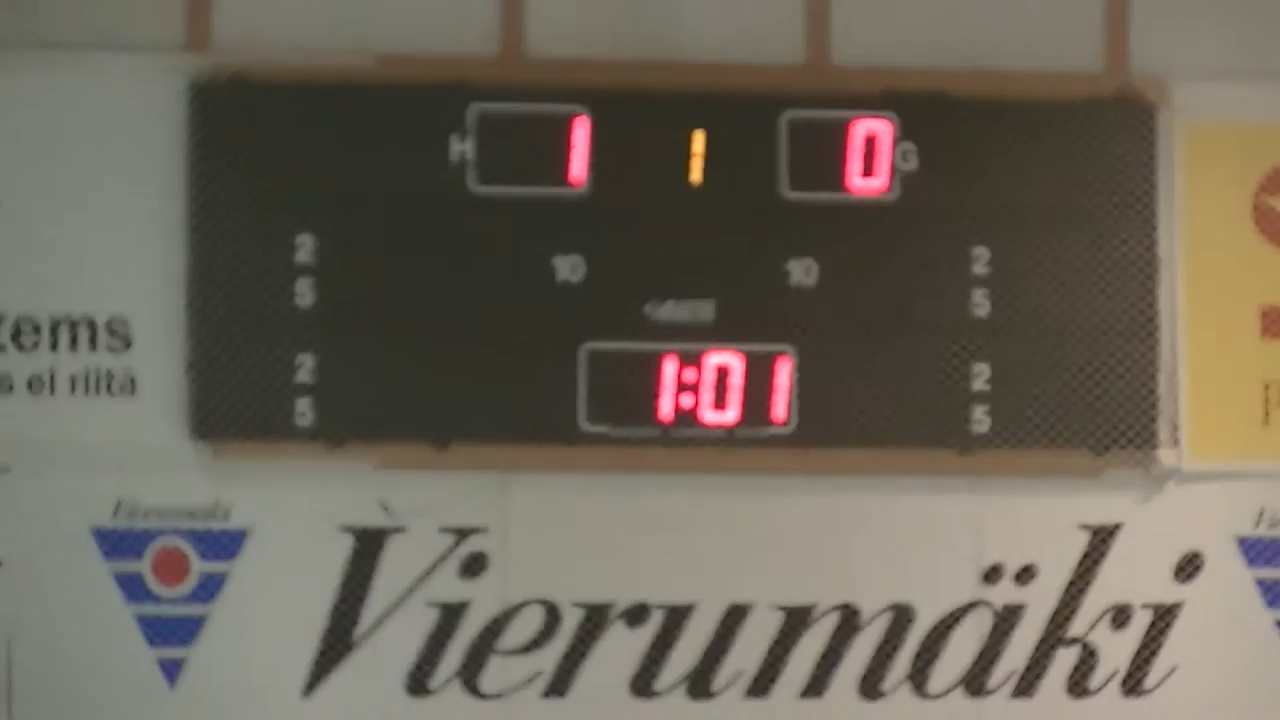 H 1 1 0 G
2 10 10 2
5 5
1:01
2 2
5 5
tems
s ei riitä
Vierumäki
Vierumäki